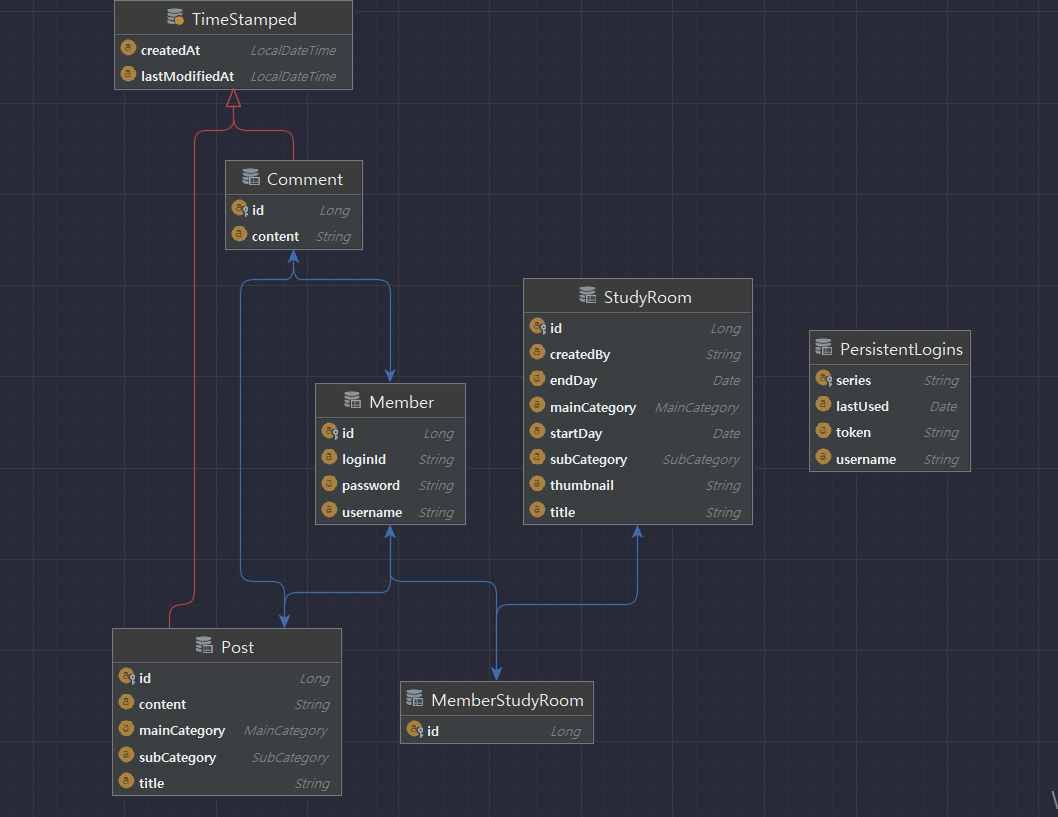 TimeStamped
createdAt LocalDateTime
lastModifiedAt LocalDateTime
Comment
id Long
content String
StudyRoom
id Long
createdBy String
endDay Date
mainCategory MainCategory
startDay Date
subCategory SubCategory
thumbnail String
title String
PersistentLogins
series String
lastUsed Date
token String
username String
Member
id Long
loginId String
password String
username String
Post
id Long
content String
mainCategory MainCategory
subCategory SubCategory
title String
MemberStudyRoom
id Long